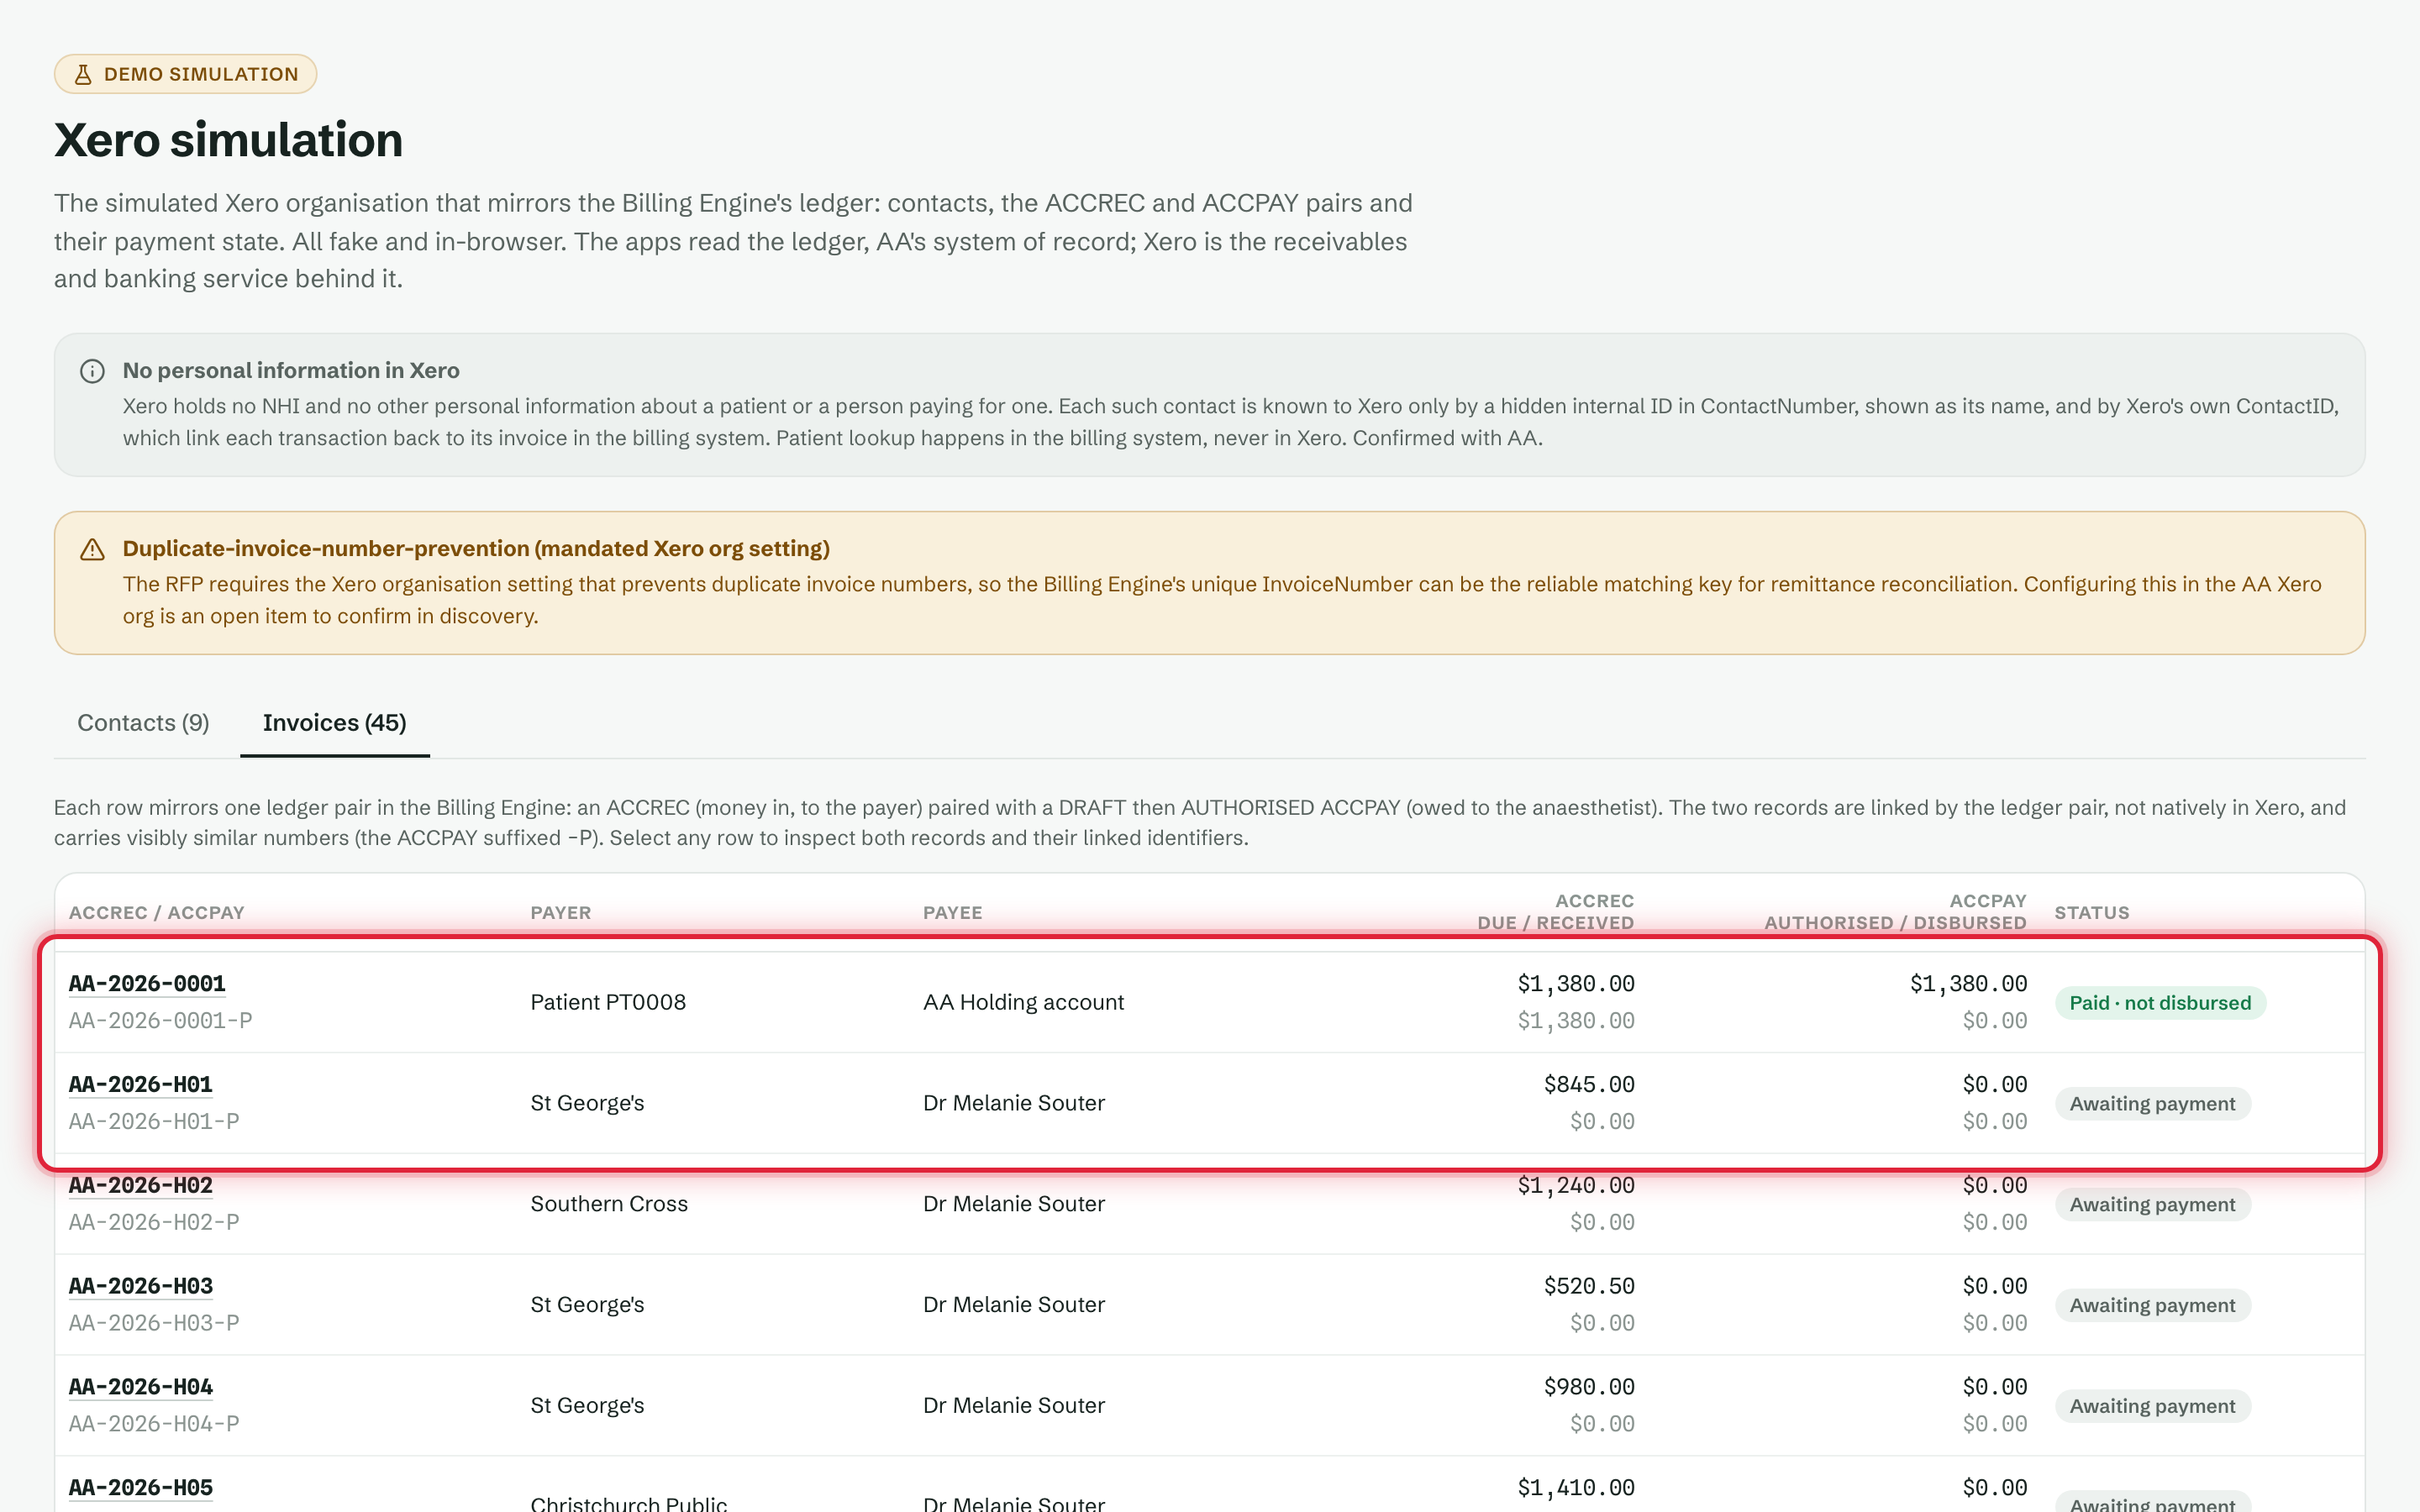 DEMO SIMULATION
Xero simulation
The simulated Xero organisation that mirrors the Billing Engine's ledger: contacts, the ACCREC and ACCPAY pairs and
their payment state. All fake and in-browser. The apps read the ledger, AA's system of record; Xero is the receivables
and banking service behind it.
No personal information in Xero
Xero holds no NHI and no other personal information about a patient or a person paying for one. Each such contact is known to Xero only by a hidden internal ID in ContactNumber, shown as its name, and by Xero's own ContactID,
which link each transaction back to its invoice in the billing system. Patient lookup happens in the billing system, never in Xero. Confirmed with AA.
Duplicate-invoice-number-prevention (mandated Xero org setting)
The RFP requires the Xero organisation setting that prevents duplicate invoice numbers, so the Billing Engine's unique InvoiceNumber can be the reliable matching key for remittance reconciliation. Configuring this in the AA Xero
org is an open item to confirm in discovery.
Contacts (9) Invoices (45)
Each row mirrors one ledger pair in the Billing Engine: an ACCREC (money in, to the payer) paired with a DRAFT then AUTHORISED ACCPAY (owed to the anaesthetist). The two records are linked by the ledger pair, not natively in Xero, and
carries visibly similar numbers (the ACCPAY suffixed -P). Select any row to inspect both records and their linked identifiers.
ACCREC / ACCPAY PAYER PAYEE ACCREC DUE / RECEIVED ACCPAY AUTHORISED / DISBURSED STATUS
AA-2026-0001 $1,380.00 $1,380.00
Patient PT0008 AA Holding account Paid · not disbursed
AA-2026-0001-P $1,380.00 $0.00
AA-2026-H01 $845.00 $0.00
St George's Dr Melanie Souter Awaiting payment
AA-2026-H01-P $0.00 $0.00
AA-2026-H02 $1,240.00 $0.00
Southern Cross Dr Melanie Souter Awaiting payment
AA-2026-H02-P $0.00 $0.00
AA-2026-H03 $520.50 $0.00
St George's Dr Melanie Souter Awaiting payment
AA-2026-H03-P $0.00 $0.00
AA-2026-H04 $980.00 $0.00
St George's Dr Melanie Souter Awaiting payment
AA-2026-H04-P $0.00 $0.00
AA-2026-H05 $1,410.00 $0.00
Christchurch Public Dr Melanie Souter Awaiting payment